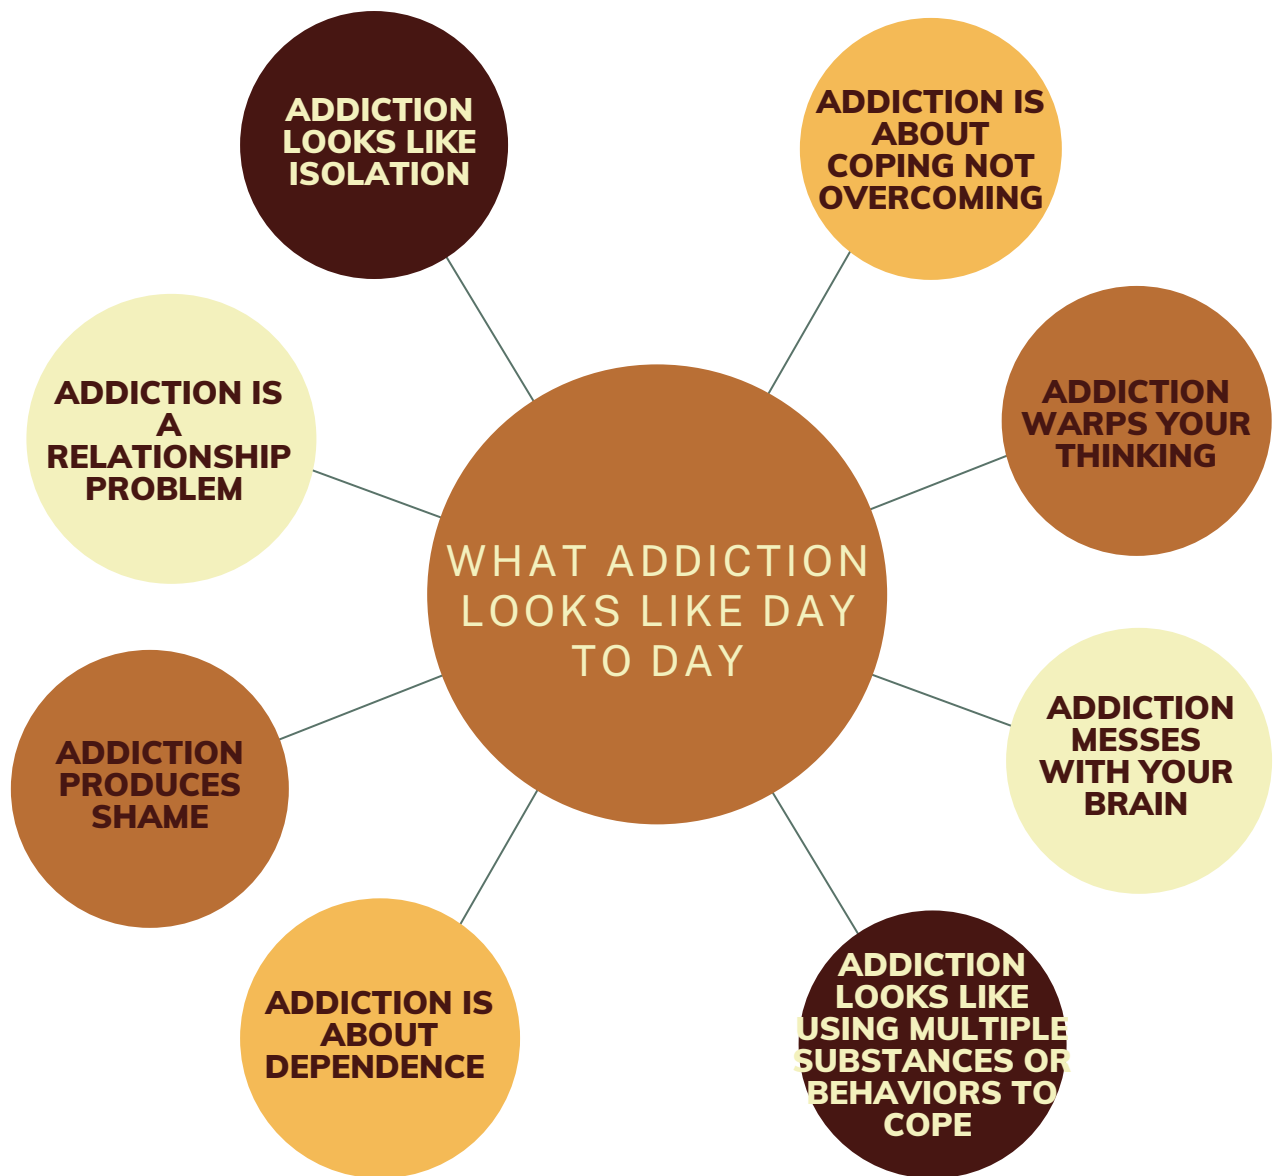 ADDICTION
LOOKS LIKE
ISOLATION
ADDICTION IS
ABOUT
COPING NOT
OVERCOMING
ADDICTION IS
A
RELATIONSHIP
PROBLEM
ADDICTION
WARPS YOUR
THINKING
WHAT ADDICTION
LOOKS LIKE DAY
TO DAY
ADDICTION
PRODUCES
SHAME
ADDICTION
MESSES
WITH YOUR
BRAIN
ADDICTION IS
ABOUT
DEPENDENCE
ADDICTION
LOOKS LIKE
USING MULTIPLE
SUBSTANCES OR
BEHAVIORS TO
COPE